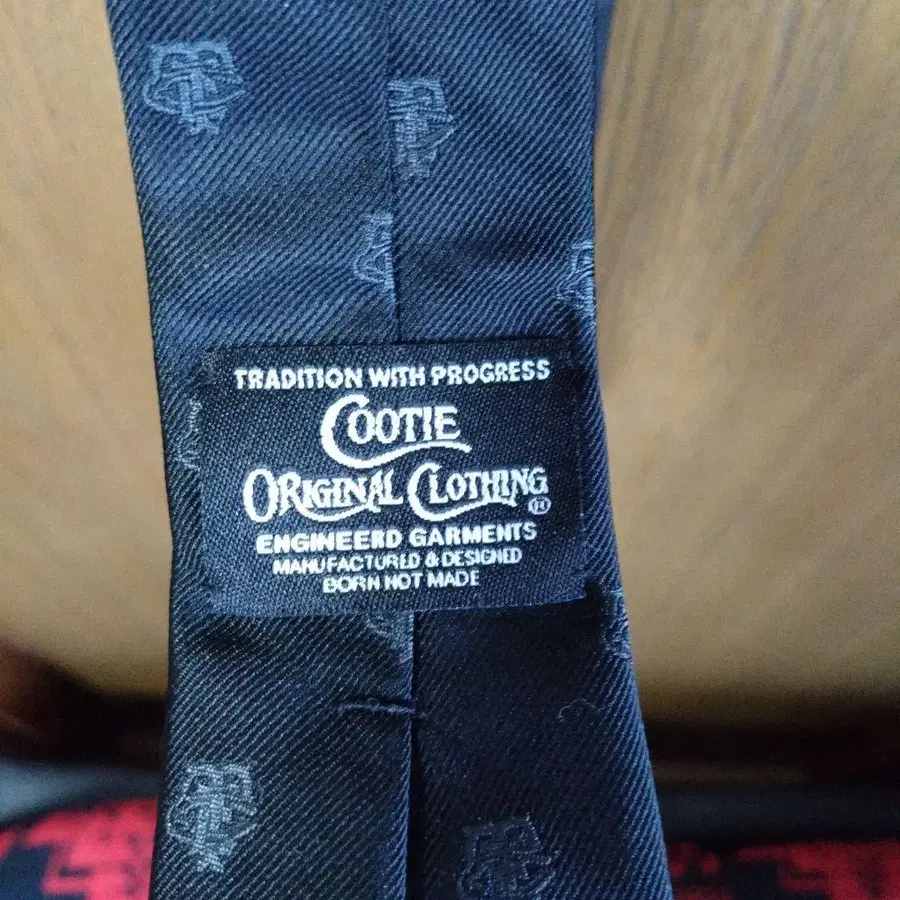 TRADITION WITH PROGRESS
COOTIE
ORIGINAL CLOTHING ®
ENGINEERD GARMENTS
MANUFACTURED & DESIGNED
BORN NOT MADE